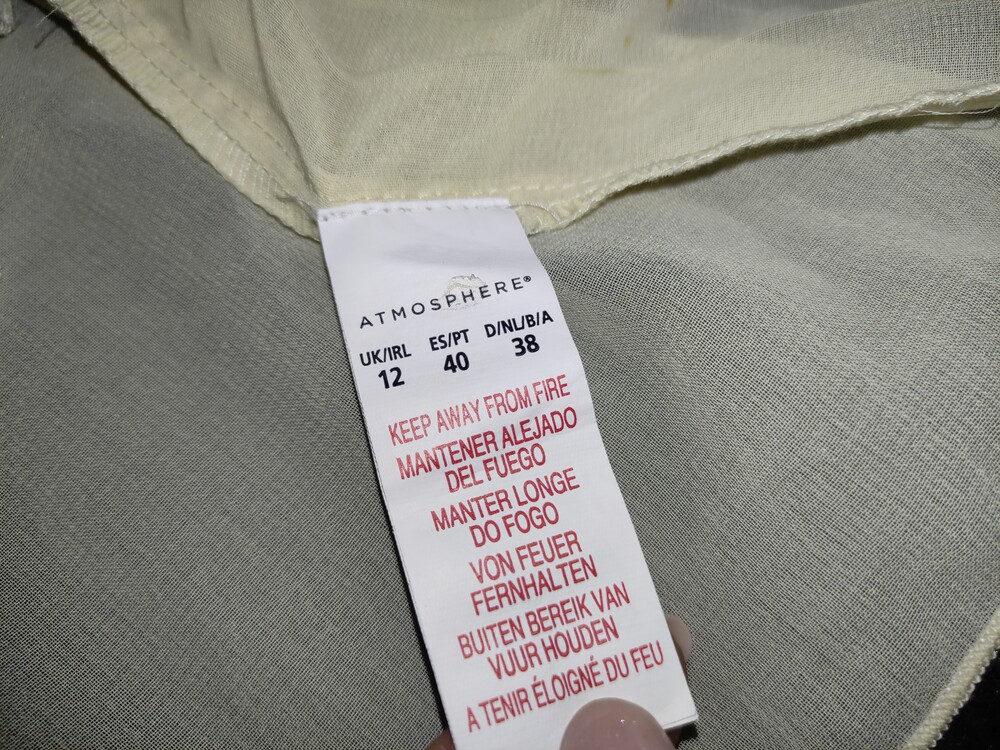 ATMOSPHERE®
UK/IRL ES/PT D/NL/B/A
12 40 38
KEEP AWAY FROM FIRE
MANTENER ALEJADO
DEL FUEGO
MANTER LONGE
DO FOGO
VON FEUER
FERNHALTEN
BUITEN BEREIK VAN
VUUR HOUDEN
A TENIR ÉLOIGNÉ DU FEU